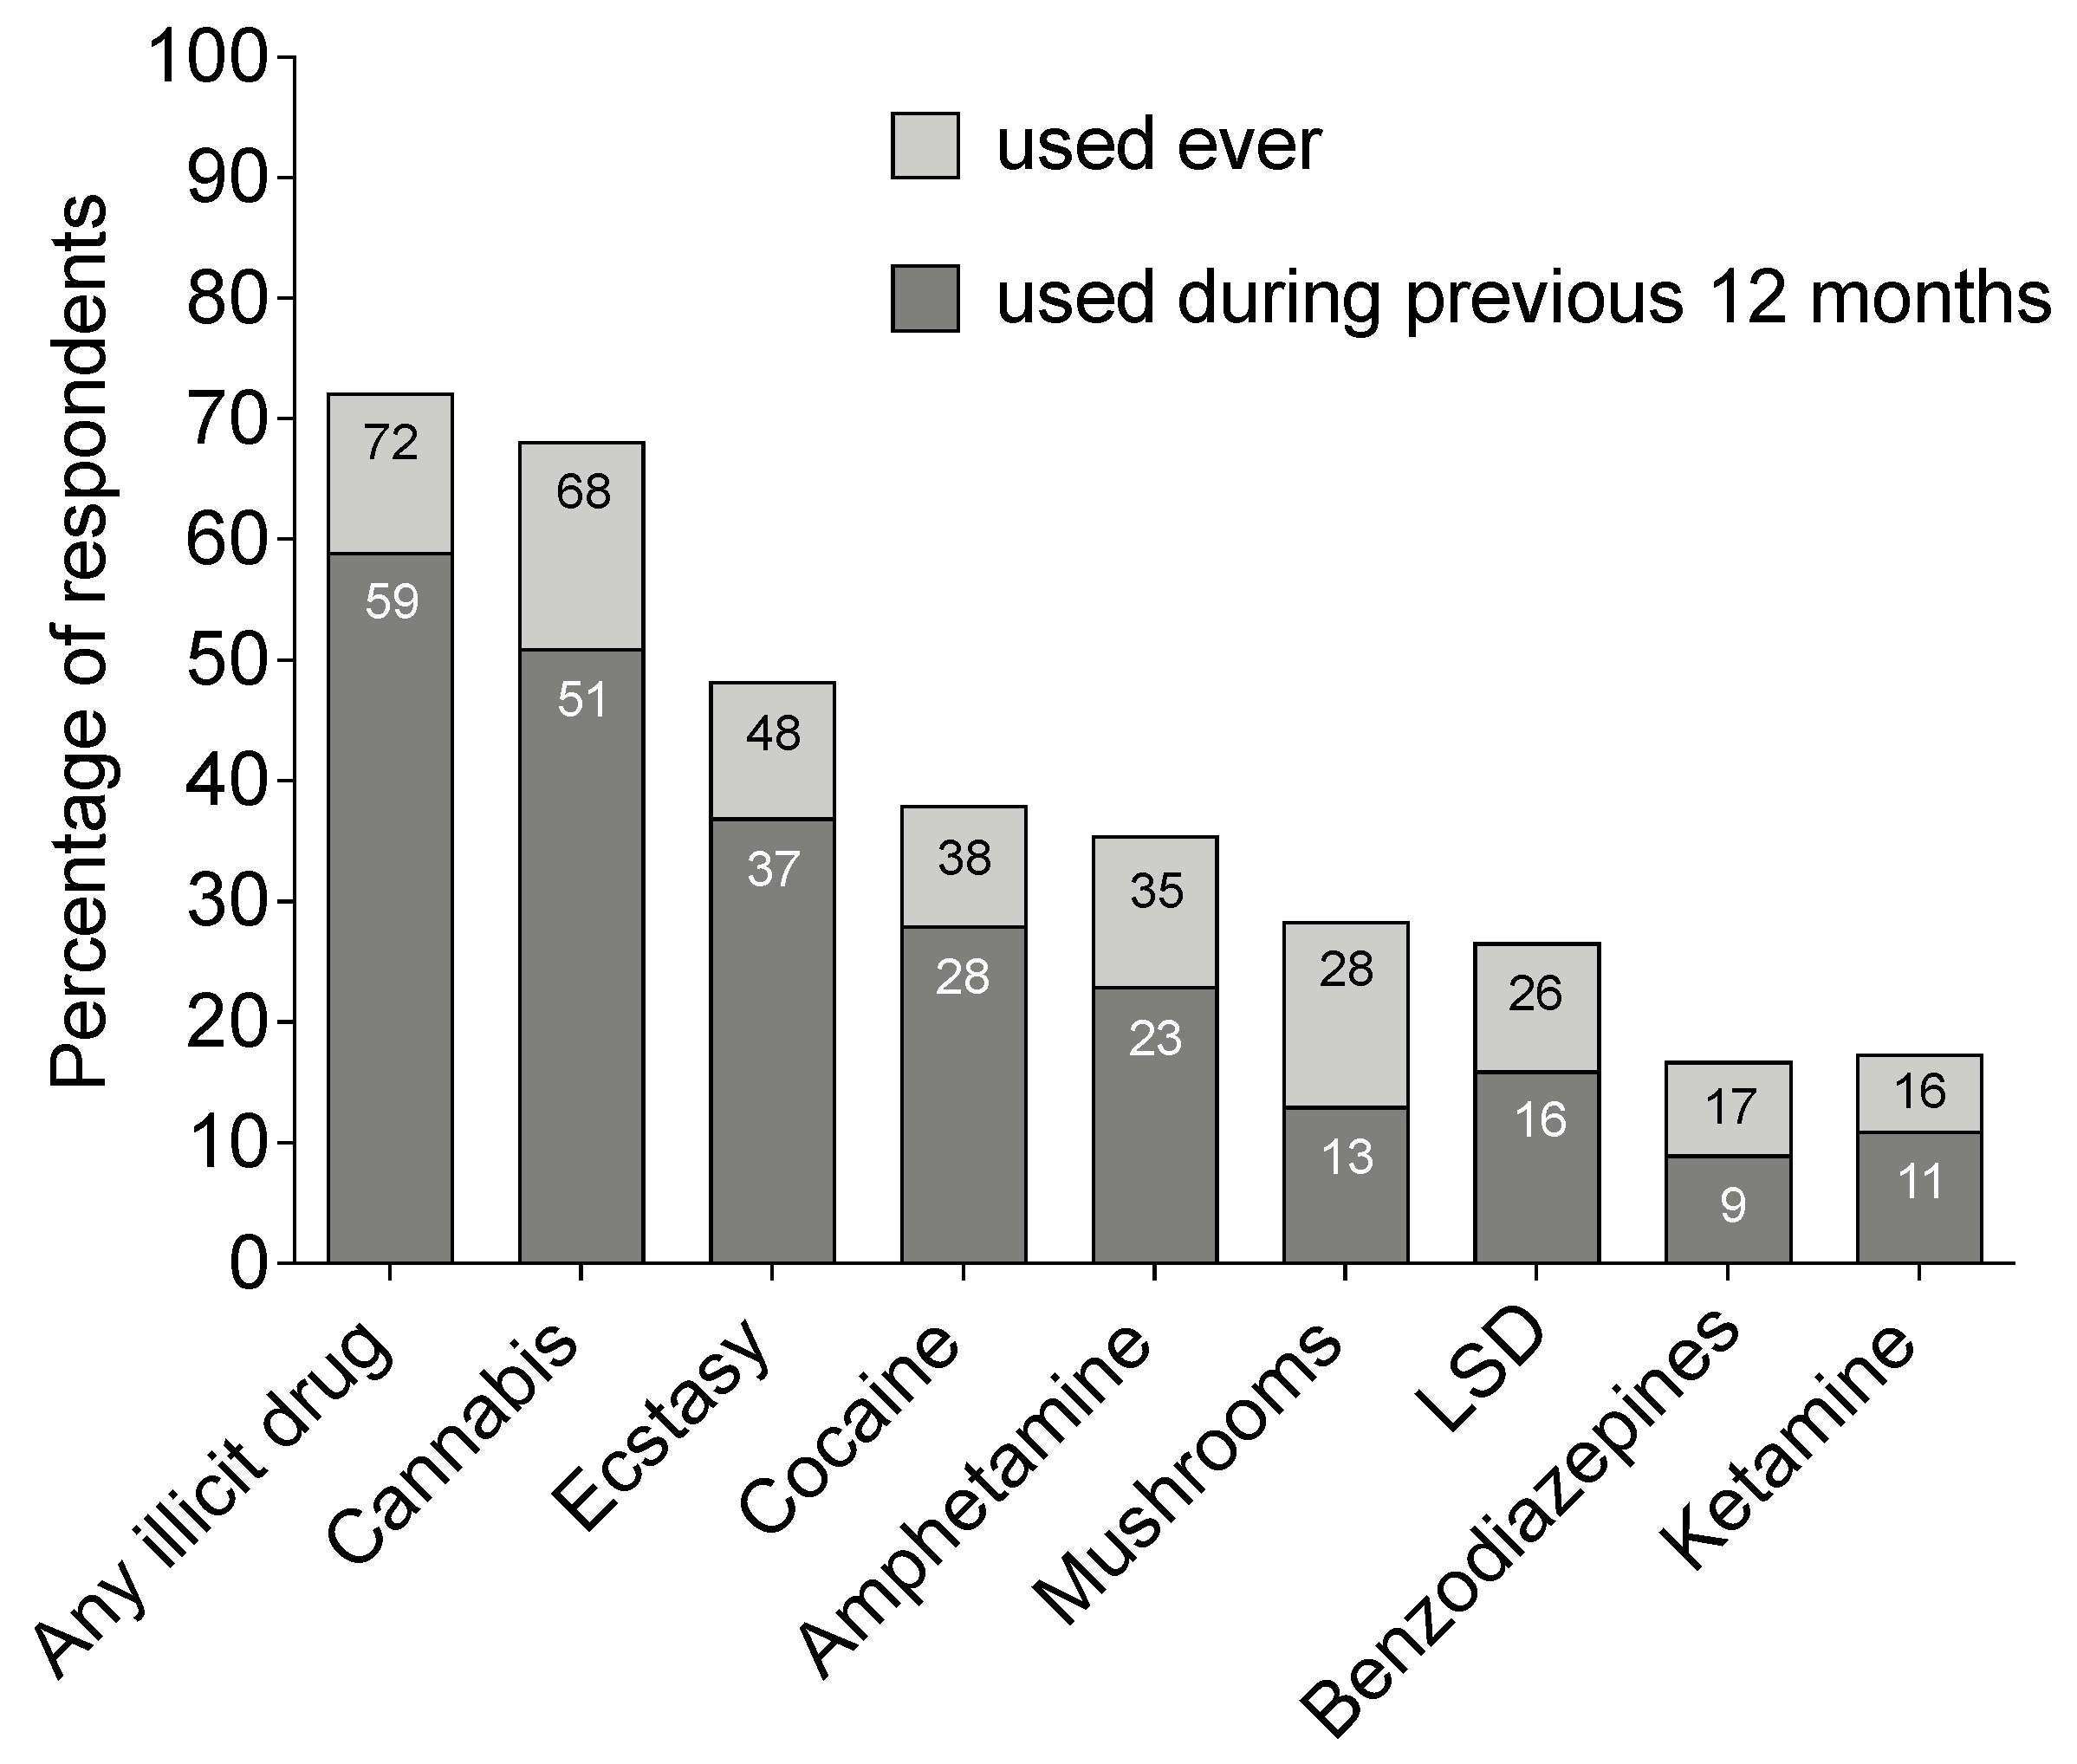 Percentage of respondents
100
90
80
70
60
50
40
30
20
10
0
used ever
used during previous 12 months
72
59
68
51
48
37
38
28
35
23
28
13
26
16
17
9
16
11
Any illicit drug
Cannabis
Ecstasy
Cocaine
Amphetamine
Mushrooms
LSD
Benzodiazepines
Ketamine